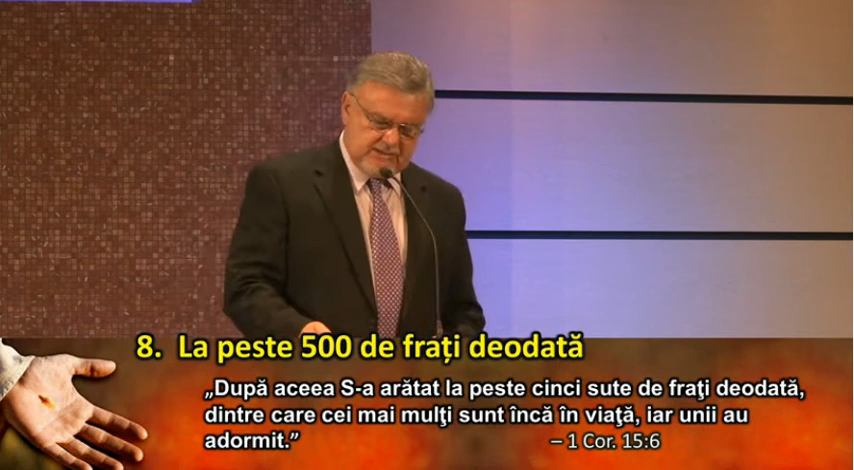 8. La peste 500 de frați deodată
„După aceea S-a arătat la peste cinci sute de fraţi deodată,
dintre care cei mai mulţi sunt încă în viaţă, iar unii au
adormit.” – 1 Cor. 15:6